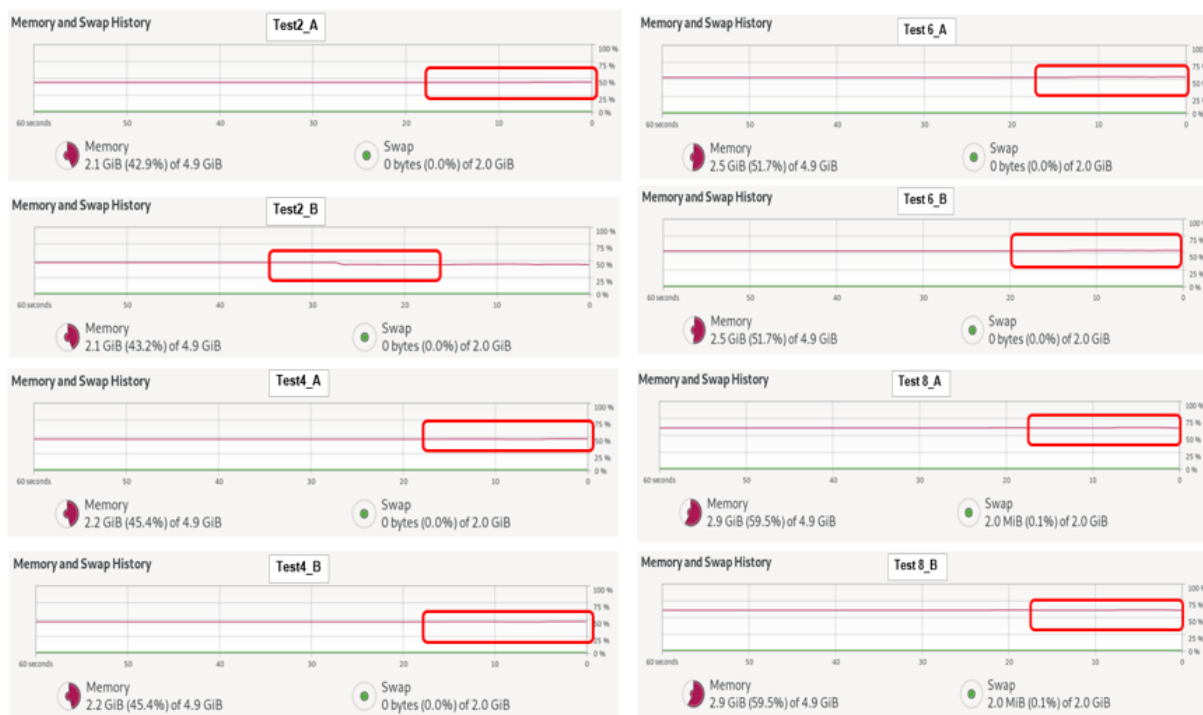 Memory and Swap History
Test2_A
100 %
75 %
50 %
25 %
0 %
60 seconds 50 40 30 20 10 0
Memory
2.1 GiB (42.9%) of 4.9 GiB
Swap
0 bytes (0.0%) of 2.0 GiB
Memory and Swap History
Test2_B
100 %
75 %
50 %
25 %
0 %
60 seconds 50 40 30 20 10 0
Memory
2.1 GiB (43.2%) of 4.9 GiB
Swap
0 bytes (0.0%) of 2.0 GiB
Memory and Swap History
Test4_A
100 %
75 %
50 %
25 %
0 %
60 seconds 50 40 30 20 10 0
Memory
2.2 GiB (45.4%) of 4.9 GiB
Swap
0 bytes (0.0%) of 2.0 GiB
Memory and Swap History
Test4_B
100 %
75 %
50 %
25 %
0 %
60 seconds 50 40 30 20 10 0
Memory
2.2 GiB (45.4%) of 4.9 GiB
Swap
0 bytes (0.0%) of 2.0 GiB
Memory and Swap History
Test 6_A
100 %
75 %
50 %
25 %
0 %
60 seconds 50 40 30 20 10 0
Memory
2.5 GiB (51.7%) of 4.9 GiB
Swap
0 bytes (0.0%) of 2.0 GiB
Memory and Swap History
Test 6_B
100 %
75 %
50 %
25 %
0 %
60 seconds 50 40 30 20 10 0
Memory
2.5 GiB (51.7%) of 4.9 GiB
Swap
0 bytes (0.0%) of 2.0 GiB
Memory and Swap History
Test 8_A
100 %
75 %
50 %
25 %
0 %
60 seconds 50 40 30 20 10 0
Memory
2.9 GiB (59.5%) of 4.9 GiB
Swap
2.0 MiB (0.1%) of 2.0 GiB
Memory and Swap History
Test 8_B
100 %
75 %
50 %
25 %
0 %
60 seconds 50 40 30 20 10 0
Memory
2.9 GiB (59.5%) of 4.9 GiB
Swap
2.0 MiB (0.1%) of 2.0 GiB